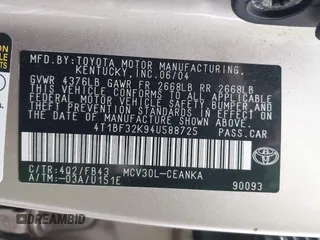 MFD.BY:TOYOTA MOTOR MANUFACTURING,
KENTUCKY,INC.06/04
GVWR 4376LB GAWR FR 2668LB RR 2668LB
THIS VEHICLE CONFORMS TO ALL APPLICABLE
FEDERAL MOTOR VEHICLE SAFETY, BUMPER, AND
THEFT PREVENTION STANDARDS IN EFFECT ON
THE DATE OF MANUFACTURE SHOWN ABOVE.
4T1BF32K94U588725
PASS.CAR
C/TR:4Q2/FB43 MCV30L-CEANKA
A/TM:-03A/U151E
TOYOTA
90093
© DREAMBID